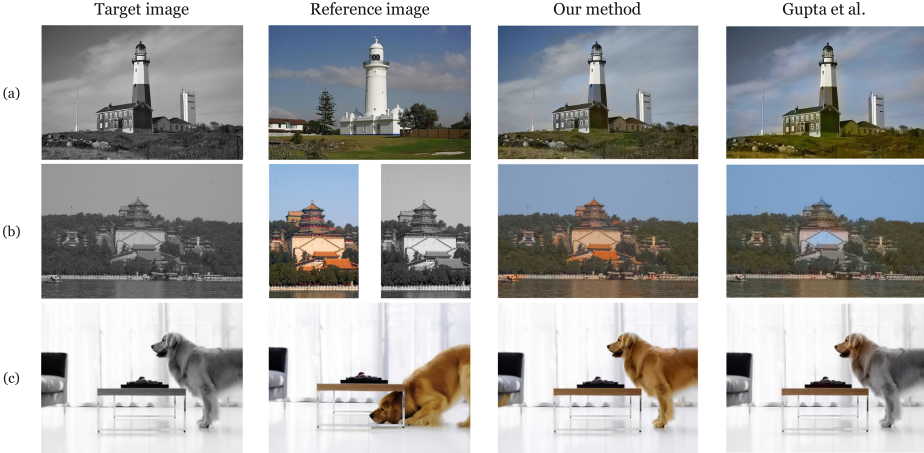 Target image
Reference image
Our method
Gupta et al.
(a)
(b)
(c)